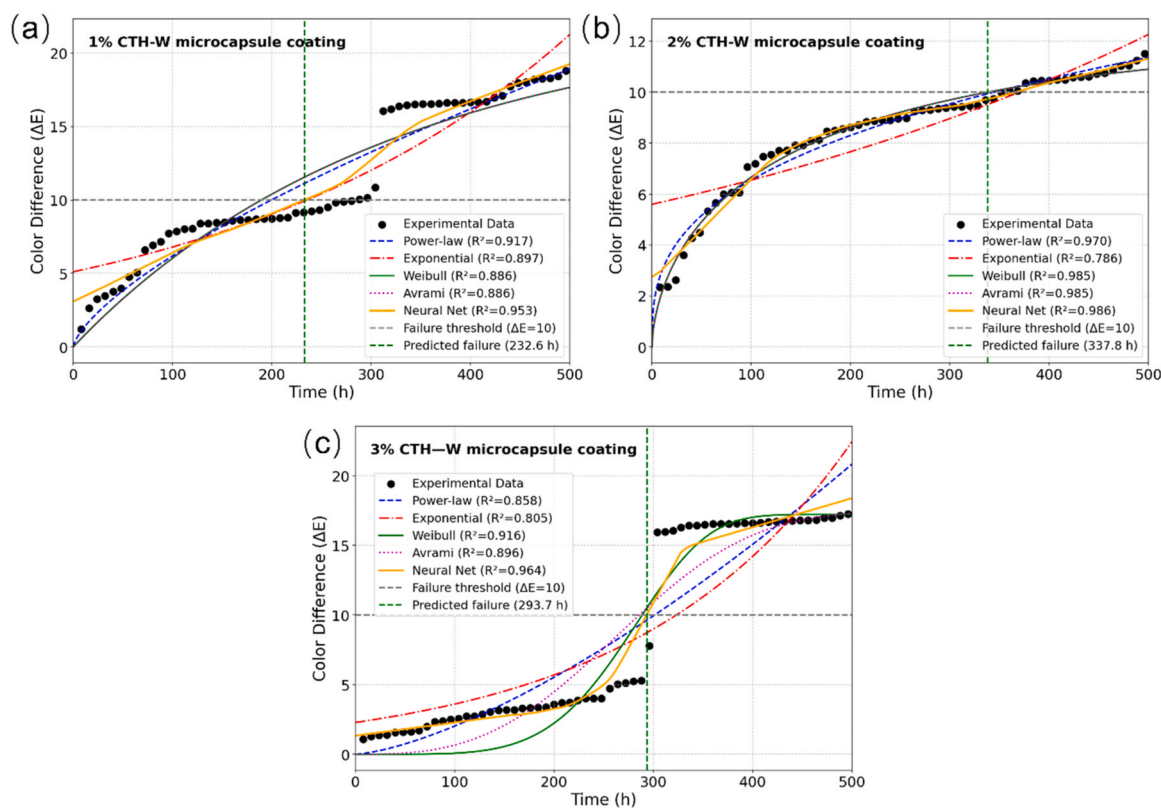 (a)
1% CTH-W microcapsule coating
Color Difference (ΔE)
20
15
10
5
0
Experimental Data
Power-law (R²=0.917)
Exponential (R²=0.897)
Weibull (R²=0.886)
Avrami (R²=0.886)
Neural Net (R²=0.953)
Failure threshold (ΔE=10)
Predicted failure (232.6 h)
0 100 200 300 400 500
Time (h)
(b)
2% CTH-W microcapsule coating
Color Difference (ΔE)
12
10
8
6
4
2
0
Experimental Data
Power-law (R²=0.970)
Exponential (R²=0.786)
Weibull (R²=0.985)
Avrami (R²=0.985)
Neural Net (R²=0.986)
Failure threshold (ΔE=10)
Predicted failure (337.8 h)
0 100 200 300 400 500
Time (h)
(c)
3% CTH—W microcapsule coating
Color Difference (ΔE)
20
15
10
5
0
Experimental Data
Power-law (R²=0.858)
Exponential (R²=0.805)
Weibull (R²=0.916)
Avrami (R²=0.896)
Neural Net (R²=0.964)
Failure threshold (ΔE=10)
Predicted failure (293.7 h)
0 100 200 300 400 500
Time (h)